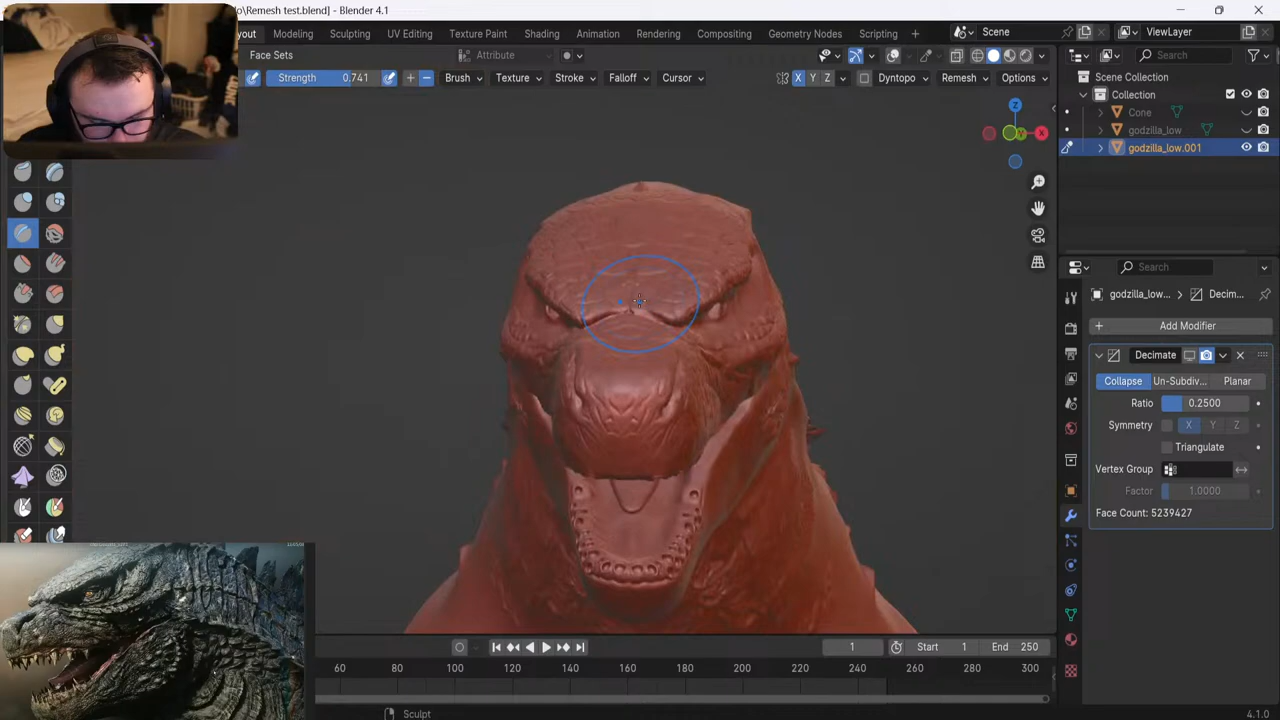 lo\Remesh test.blend] - Blender 4.1
out Modeling Sculpting UV Editing Texture Paint Shading Animation Rendering Compositing Geometry Nodes Scripting
Scene
ViewLayer
Face Sets
Attribute
Search
Strength 0.741
Brush Texture Stroke Falloff Cursor
X Y Z
Dyntopo
Remesh
Options
Scene Collection
Collection
Cone
godzilla_low
godzilla_low.001
Z
X
Search
godzilla_low... > Decim...
Add Modifier
Decimate
Collapse Un-Subdiv... Planar
Ratio 0.2500
Symmetry X Y Z
Triangulate
Vertex Group
Factor 1.0000
Face Count: 5239427
1 Start 1 End 250
60 80 100 120 140 160 180 200 220 240 260 280 300
Sculpt
4.1.0